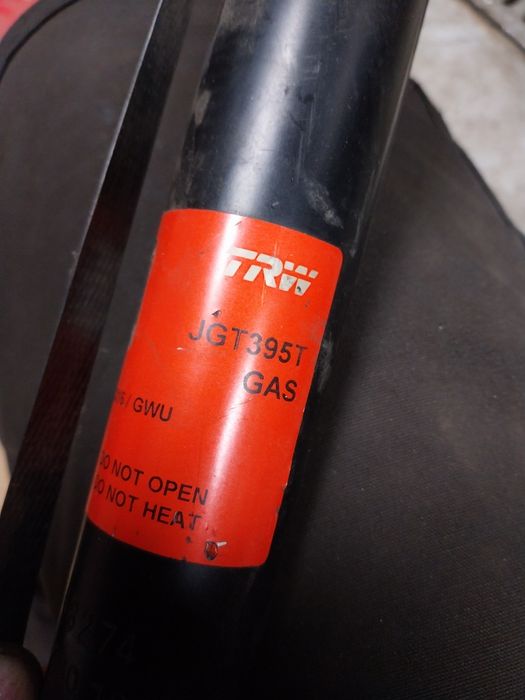 TRW
JGT395T
GAS
/ GWU
DO NOT OPEN
DO NOT HEAT